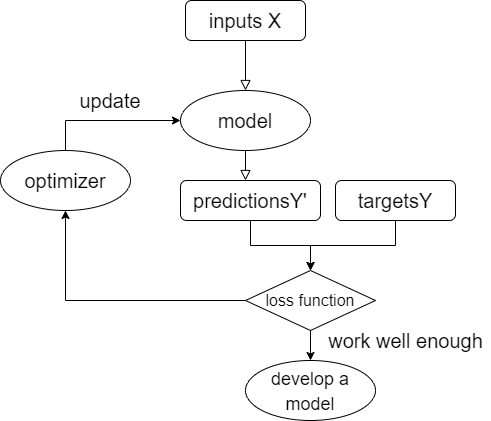 inputs X
update
model
optimizer
predictionsY'
targetsY
loss function
work well enough
develop a
model